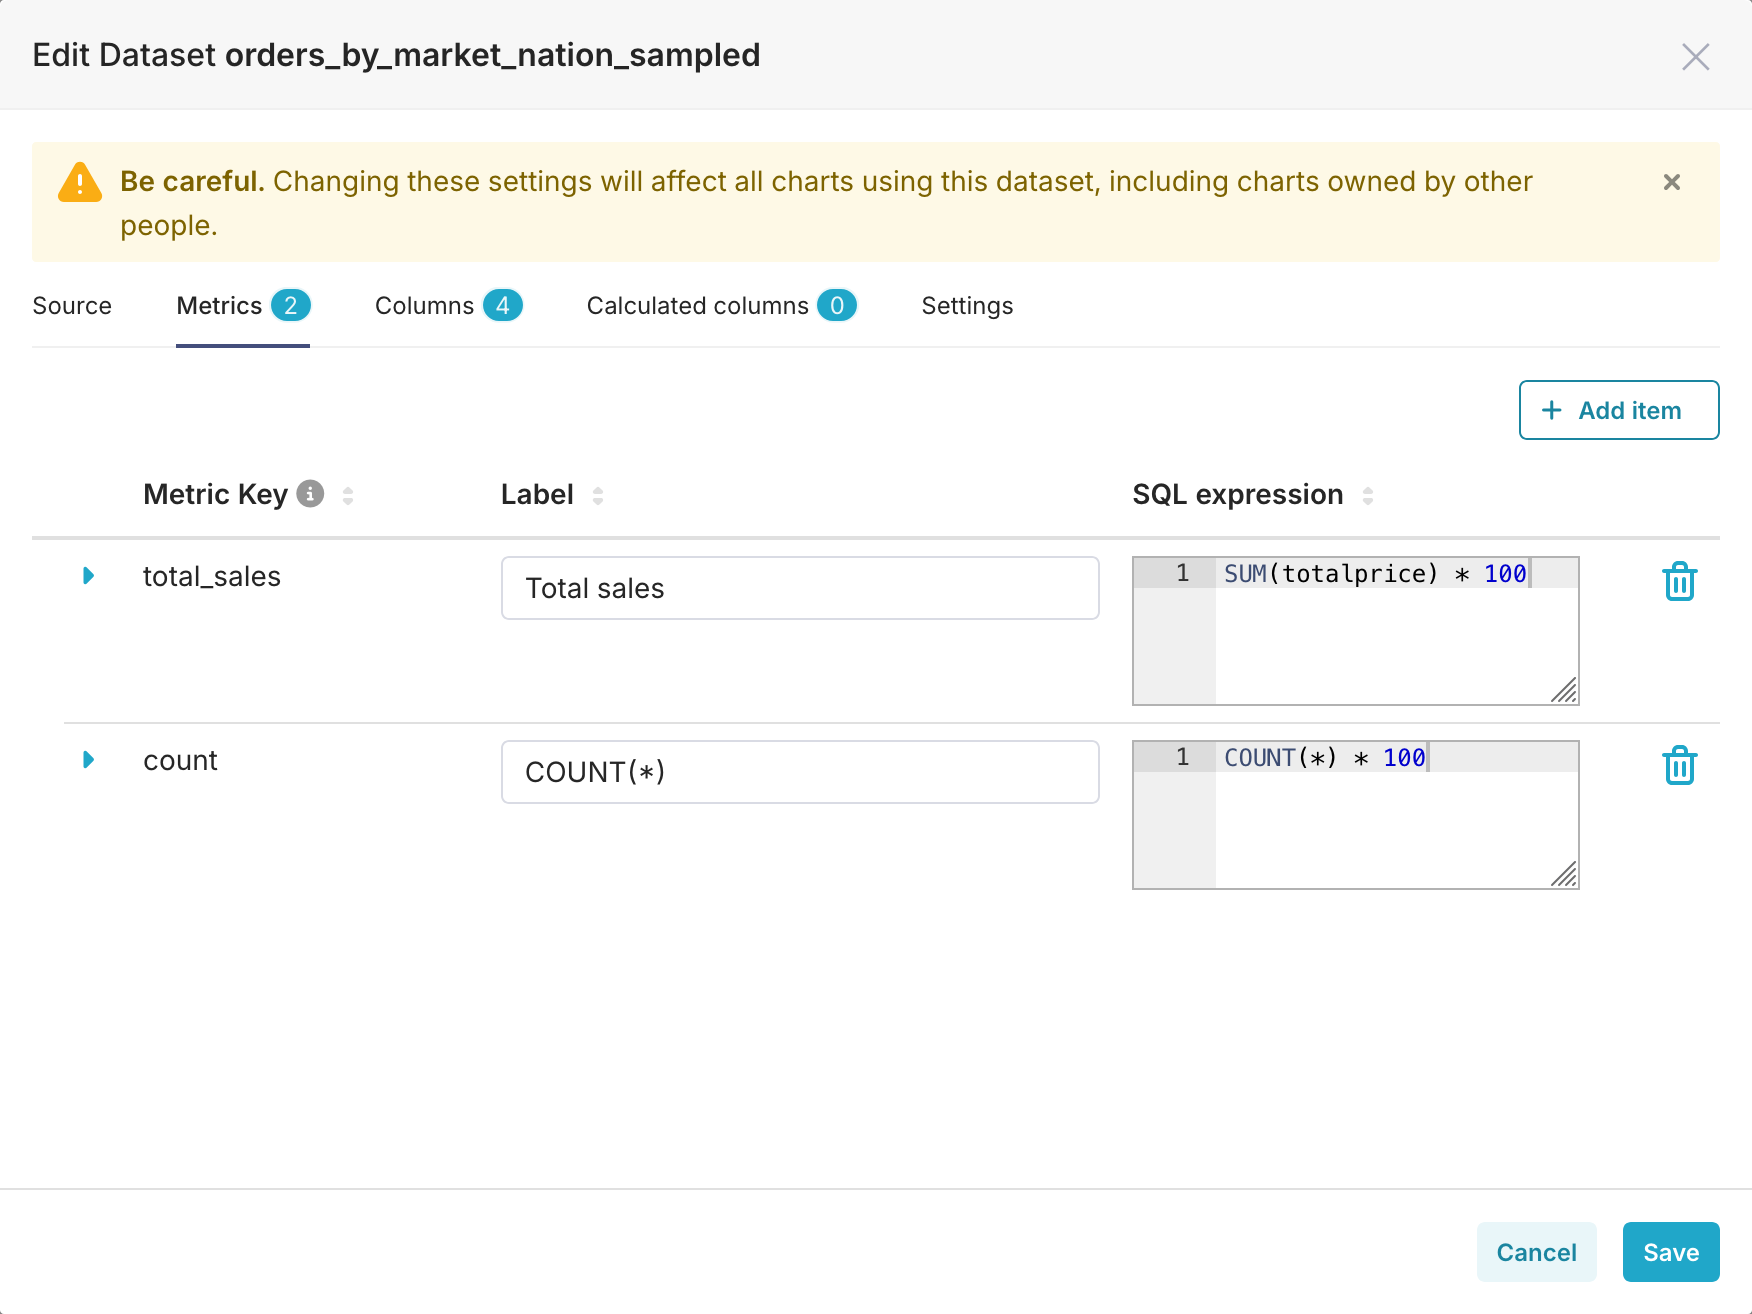 Edit Dataset orders_by_market_nation_sampled
Be careful. Changing these settings will affect all charts using this dataset, including charts owned by other
people.
Source Metrics 2 Columns 4 Calculated columns 0 Settings
+ Add item
Metric Key Label SQL expression
total_sales Total sales 1 SUM(totalprice) * 100
count COUNT(*) 1 COUNT(*) * 100
Cancel Save